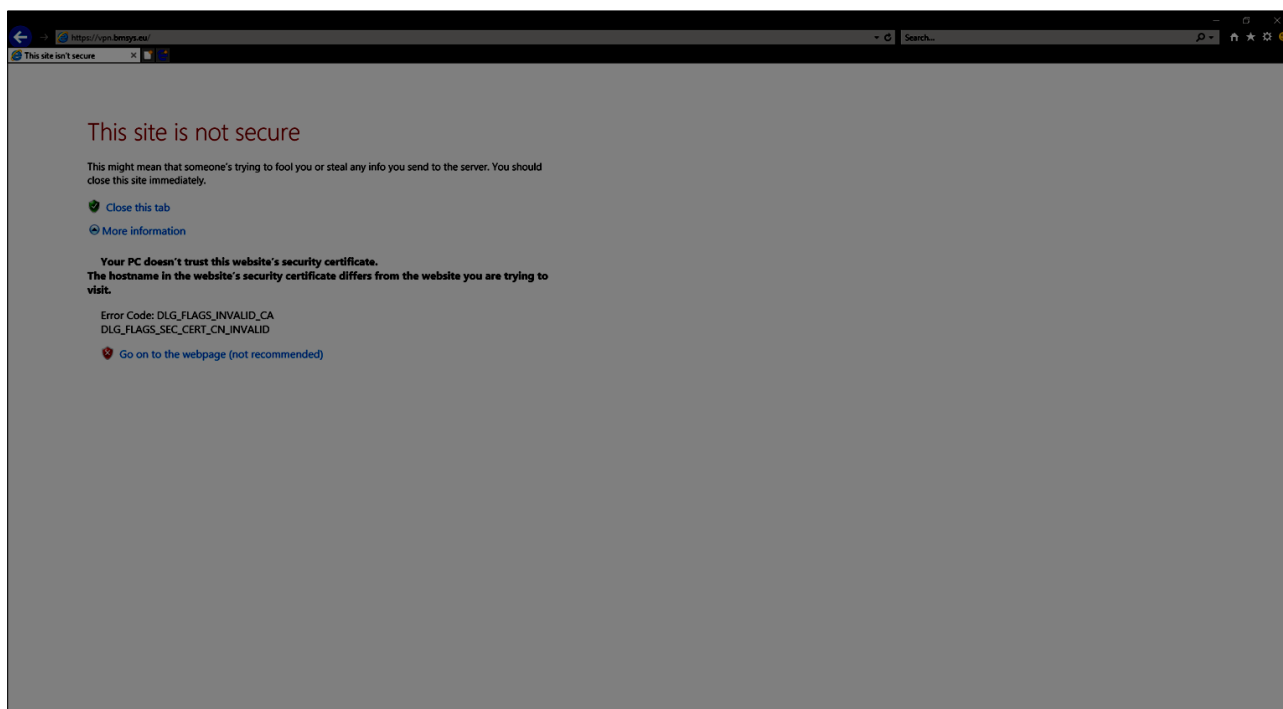 https://vpn.bmsys.eu/
Search...
This site isn't secure
This site is not secure
This might mean that someone's trying to fool you or steal any info you send to the server. You should
close this site immediately.
Close this tab
More information
Your PC doesn't trust this website's security certificate.
The hostname in the website's security certificate differs from the website you are trying to
visit.
Error Code: DLG_FLAGS_INVALID_CA
DLG_FLAGS_SEC_CERT_CN_INVALID
Go on to the webpage (not recommended)